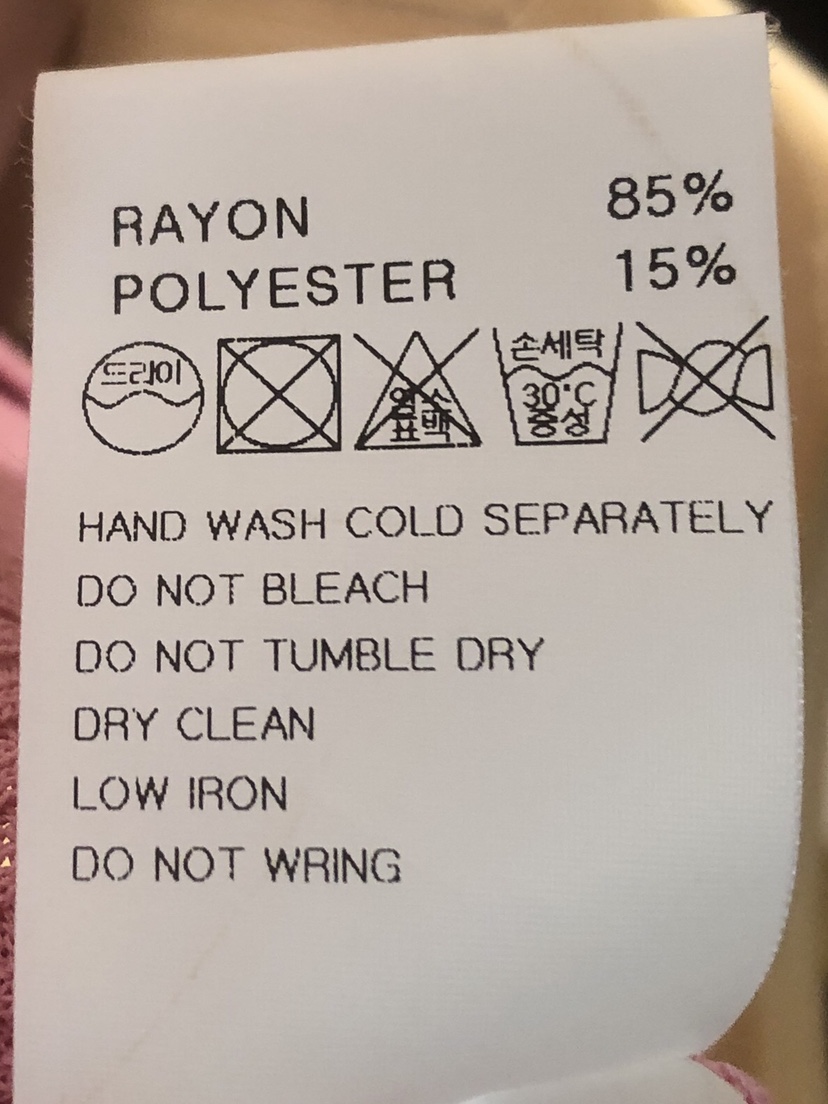 RAYON 85%
POLYESTER 15%
드라이
염소
표백
손세탁
30°C
중성
HAND WASH COLD SEPARATELY
DO NOT BLEACH
DO NOT TUMBLE DRY
DRY CLEAN
LOW IRON
DO NOT WRING